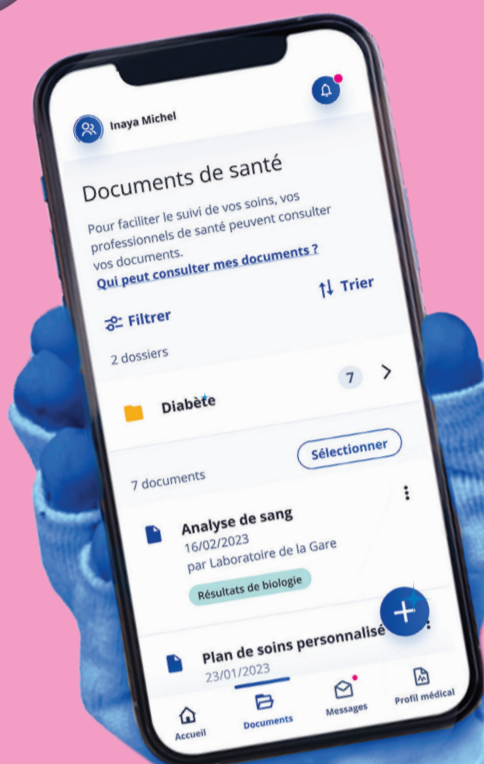 Inaya Michel
Documents de santé
Pour faciliter le suivi de vos soins, vos
professionnels de santé peuvent consulter
vos documents.
Qui peut consulter mes documents ?
Filtrer
Trier
2 dossiers
Diabète
7
7 documents
Sélectionner
Analyse de sang
16/02/2023
par Laboratoire de la Gare
Résultats de biologie
Plan de soins personnalisé
23/01/2023
Accueil
Documents
Messages
Profil médical